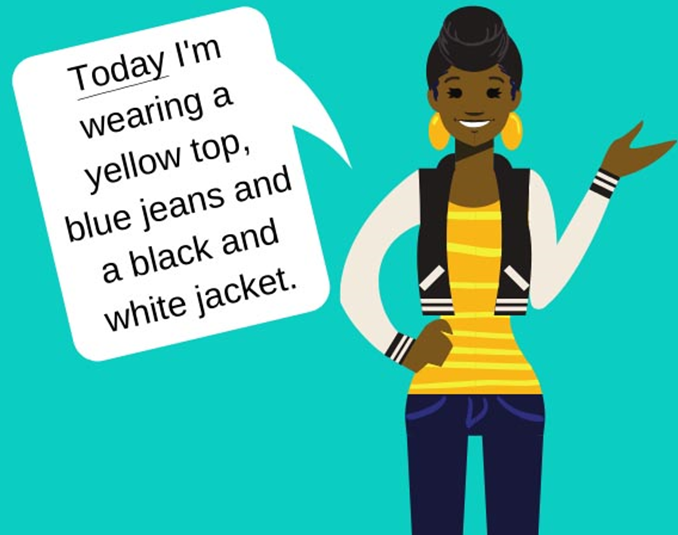 Today I'm
wearing a
yellow top,
blue jeans and
a black and
white jacket.